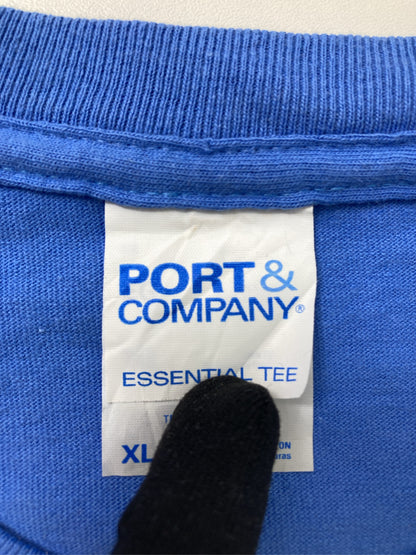 PORT &
COMPANY®
ESSENTIAL TEE
XL